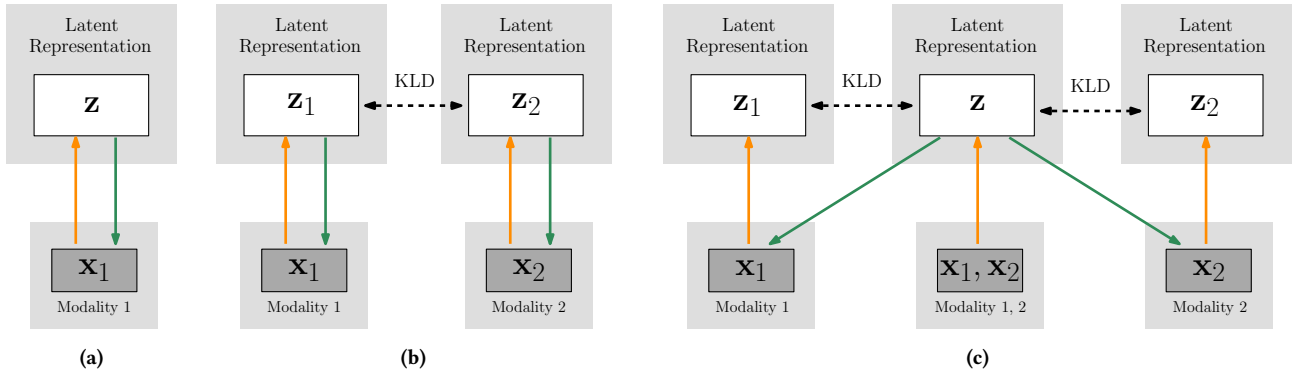 Latent
Representation
z
x1
Modality 1
(a)
Latent
Representation
z1
KLD
Latent
Representation
z2
x1
Modality 1
x2
Modality 2
(b)
Latent
Representation
z1
KLD
Latent
Representation
z
KLD
Latent
Representation
z2
x1
Modality 1
x1, x2
Modality 1, 2
x2
Modality 2
(c)